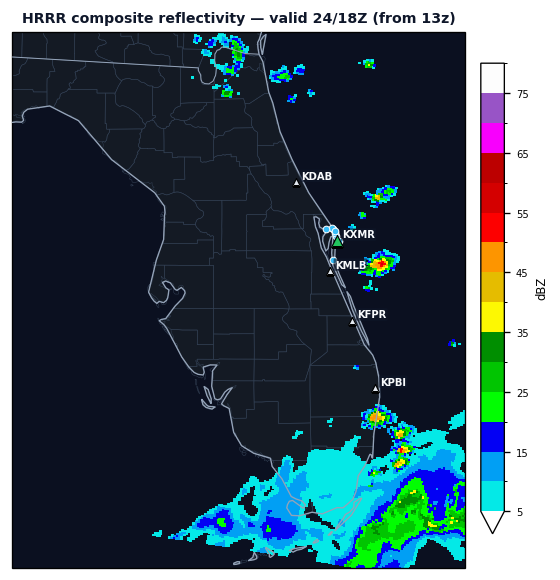 HRRR composite reflectivity — valid 24/18Z (from 13z)
KDAB
KXMR
KMLB
KFPR
KPBI
75
65
55
45
35
25
15
5
dBZ